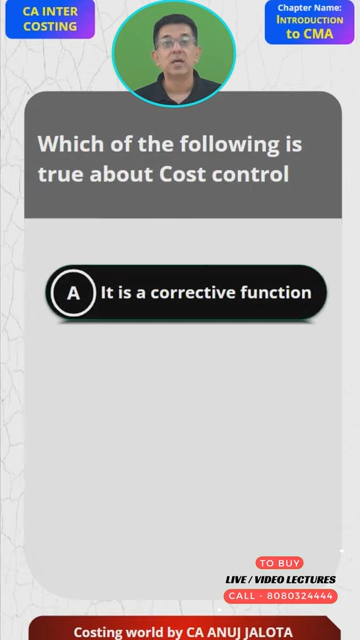 CA INTER
COSTING
Chapter Name:
INTRODUCTION
to CMA
Which of the following is
true about Cost control
A It is a corrective function
TO BUY
LIVE / VIDEO LECTURES
CALL - 8080324444
Costing world by CA ANUJ JALOTA